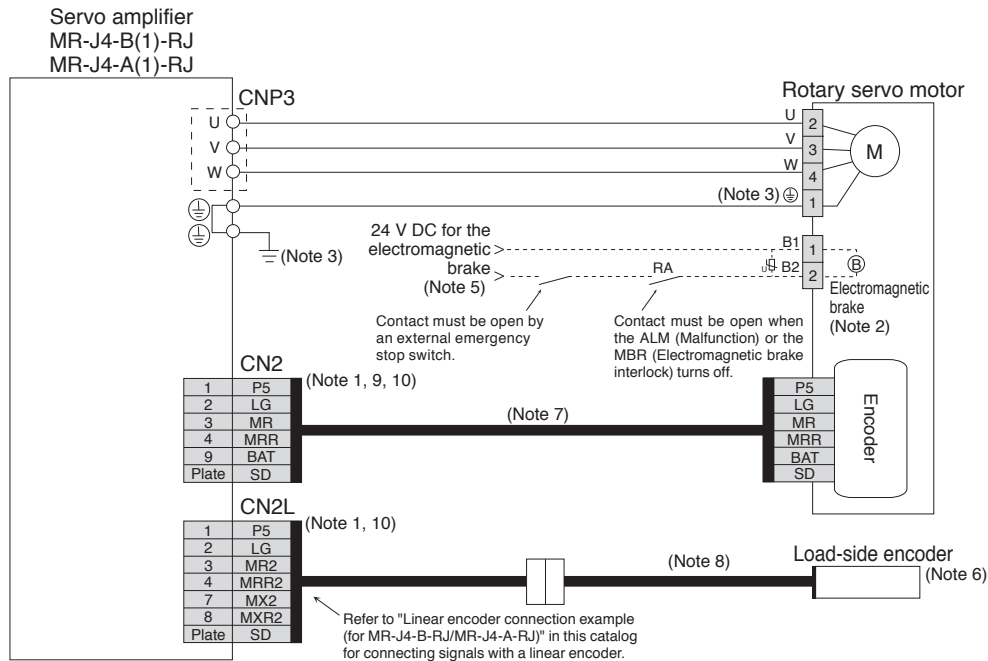 Servo amplifier
MR-J4-B(1)-RJ
MR-J4-A(1)-RJ
CNP3
U
V
W
Rotary servo motor
U
V
W
2
3
4
1
M
(Note 3)
(Note 3)
24 V DC for the
electromagnetic
brake
(Note 5)
RA
B1
B2
U
1
2
B
Electromagnetic
brake
(Note 2)
Contact must be open by
an external emergency
stop switch.
Contact must be open when
the ALM (Malfunction) or the
MBR (Electromagnetic brake
interlock) turns off.
CN2
(Note 1, 9, 10)
1 P5
2 LG
3 MR
4 MRR
9 BAT
Plate SD
(Note 7)
P5
LG
MR
MRR
BAT
SD
Encoder
CN2L
(Note 1, 10)
1 P5
2 LG
3 MR2
4 MRR2
7 MX2
8 MXR2
Plate SD
(Note 8)
Load-side encoder
(Note 6)
Refer to "Linear encoder connection example
(for MR-J4-B-RJ/MR-J4-A-RJ)" in this catalog
for connecting signals with a linear encoder.